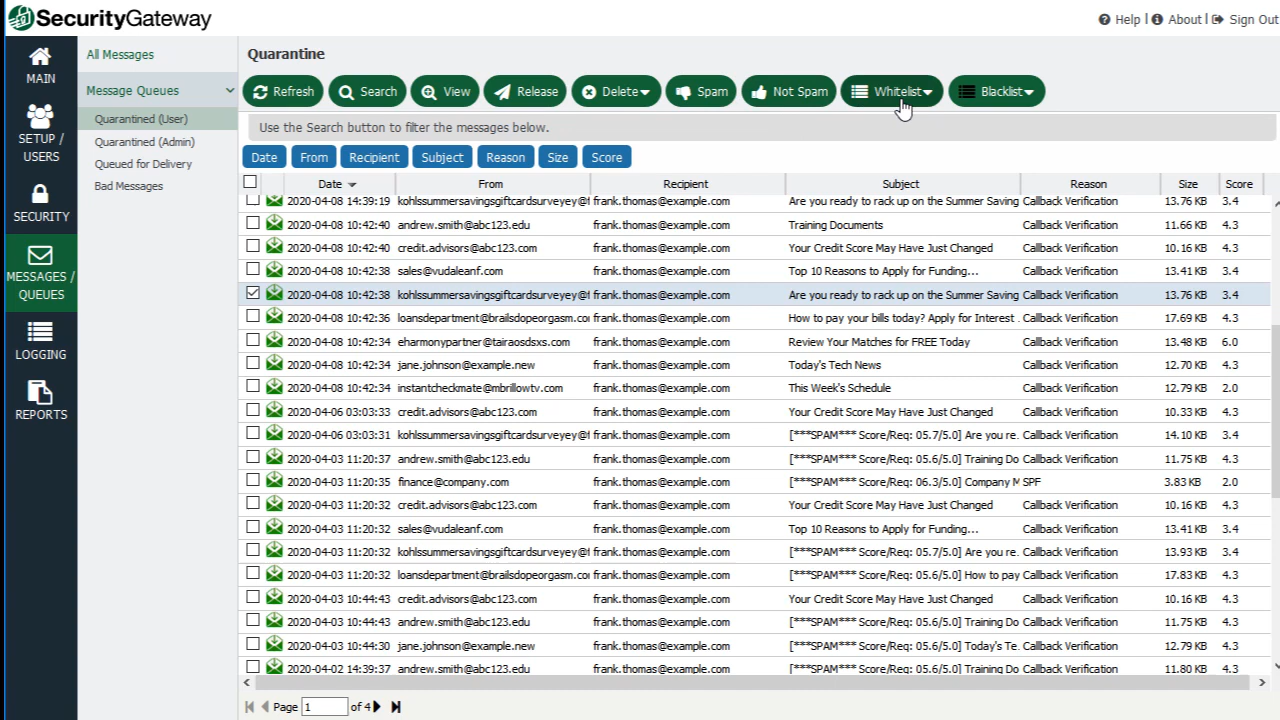 SecurityGateway
Help | About | Sign Out
MAIN
SETUP /
USERS
SECURITY
MESSAGES /
QUEUES
LOGGING
REPORTS
All Messages
Message Queues
Quarantined (User)
Quarantined (Admin)
Queued for Delivery
Bad Messages
Quarantine
Refresh Search View Release Delete Spam Not Spam Whitelist Blacklist
Use the Search button to filter the messages below.
Date From Recipient Subject Reason Size Score
Date From Recipient Subject Reason Size Score
2020-04-08 14:39:19 kohlssummersavingsgiftcardsurveyey@f frank.thomas@example.com Are you ready to rack up on the Summer Saving Callback Verification 13.76 KB 3.4
2020-04-08 10:42:40 andrew.smith@abc123.edu frank.thomas@example.com Training Documents Callback Verification 11.66 KB 4.3
2020-04-08 10:42:40 credit.advisors@abc123.com frank.thomas@example.com Your Credit Score May Have Just Changed Callback Verification 10.16 KB 4.3
2020-04-08 10:42:38 sales@vudaleanf.com frank.thomas@example.com Top 10 Reasons to Apply for Funding... Callback Verification 13.41 KB 3.4
2020-04-08 10:42:38 kohlssummersavingsgiftcardsurveyey@f frank.thomas@example.com Are you ready to rack up on the Summer Saving Callback Verification 13.76 KB 3.4
2020-04-08 10:42:36 loansdepartment@brailsdopeorgasm.co frank.thomas@example.com How to pay your bills today? Apply for Interest . Callback Verification 17.69 KB 4.3
2020-04-08 10:42:34 eharmonypartner@tairaosdsxs.com frank.thomas@example.com Review Your Matches for FREE Today Callback Verification 13.48 KB 6.0
2020-04-08 10:42:34 jane.johnson@example.new frank.thomas@example.com Today's Tech News Callback Verification 12.70 KB 4.3
2020-04-08 10:42:34 instantcheckmate@mbrillowtv.com frank.thomas@example.com This Week's Schedule Callback Verification 12.79 KB 2.0
2020-04-06 03:03:33 credit.advisors@abc123.com frank.thomas@example.com Your Credit Score May Have Just Changed Callback Verification 10.33 KB 4.3
2020-04-06 03:03:31 kohlssummersavingsgiftcardsurveyey@f frank.thomas@example.com [***SPAM*** Score/Req: 05.7/5.0] Are you re. Callback Verification 14.10 KB 3.4
2020-04-03 11:20:37 andrew.smith@abc123.edu frank.thomas@example.com [***SPAM*** Score/Req: 05.6/5.0] Training Do Callback Verification 11.75 KB 4.3
2020-04-03 11:20:35 finance@company.com frank.thomas@example.com [***SPAM*** Score/Req: 06.3/5.0] Company M SPF 3.83 KB 2.0
2020-04-03 11:20:32 credit.advisors@abc123.com frank.thomas@example.com Your Credit Score May Have Just Changed Callback Verification 10.16 KB 4.3
2020-04-03 11:20:32 sales@vudaleanf.com frank.thomas@example.com Top 10 Reasons to Apply for Funding... Callback Verification 13.41 KB 3.4
2020-04-03 11:20:32 kohlssummersavingsgiftcardsurveyey@f frank.thomas@example.com [***SPAM*** Score/Req: 05.7/5.0] Are you re. Callback Verification 13.93 KB 3.4
2020-04-03 11:20:32 loansdepartment@brailsdopeorgasm.co frank.thomas@example.com [***SPAM*** Score/Req: 05.6/5.0] How to pay Callback Verification 17.83 KB 4.3
2020-04-03 10:44:43 credit.advisors@abc123.com frank.thomas@example.com Your Credit Score May Have Just Changed Callback Verification 10.16 KB 4.3
2020-04-03 10:44:43 andrew.smith@abc123.edu frank.thomas@example.com [***SPAM*** Score/Req: 05.6/5.0] Training Do Callback Verification 11.75 KB 4.3
2020-04-03 10:44:30 jane.johnson@example.new frank.thomas@example.com [***SPAM*** Score/Req: 05.6/5.0] Today's Te. Callback Verification 12.79 KB 4.3
2020-04-02 14:39:37 andrew.smith@abc123.edu frank.thomas@example.com [***SPAM*** Score/Req: 05.6/5.0] Training Do Callback Verification 11.80 KB 4.3
Page 1 of 4